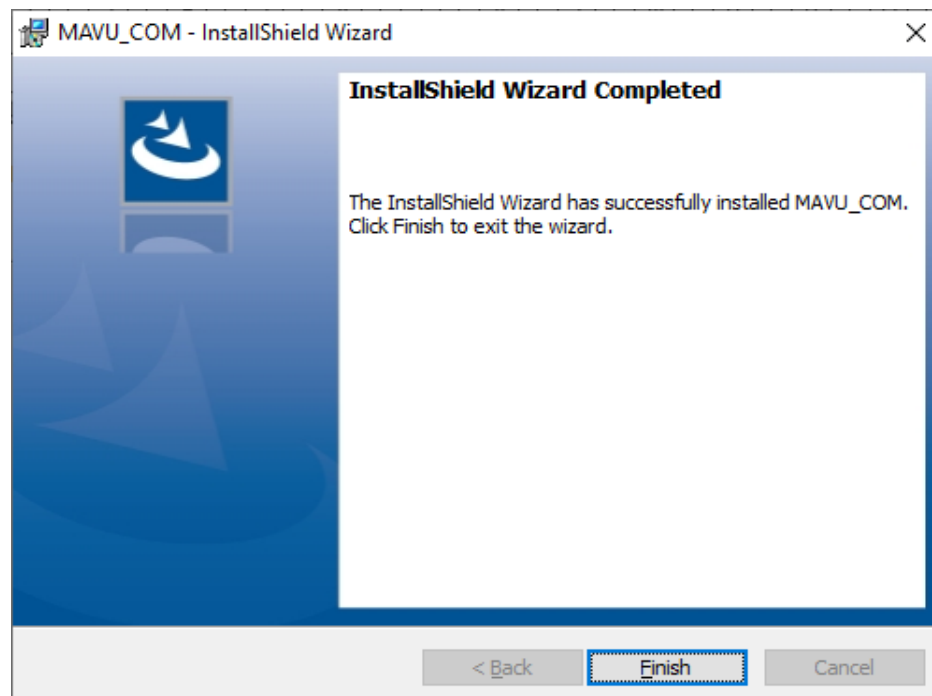 MAVU_COM - InstallShield Wizard
InstallShield Wizard Completed
The InstallShield Wizard has successfully installed MAVU_COM.
Click Finish to exit the wizard.
< Back
Finish
Cancel